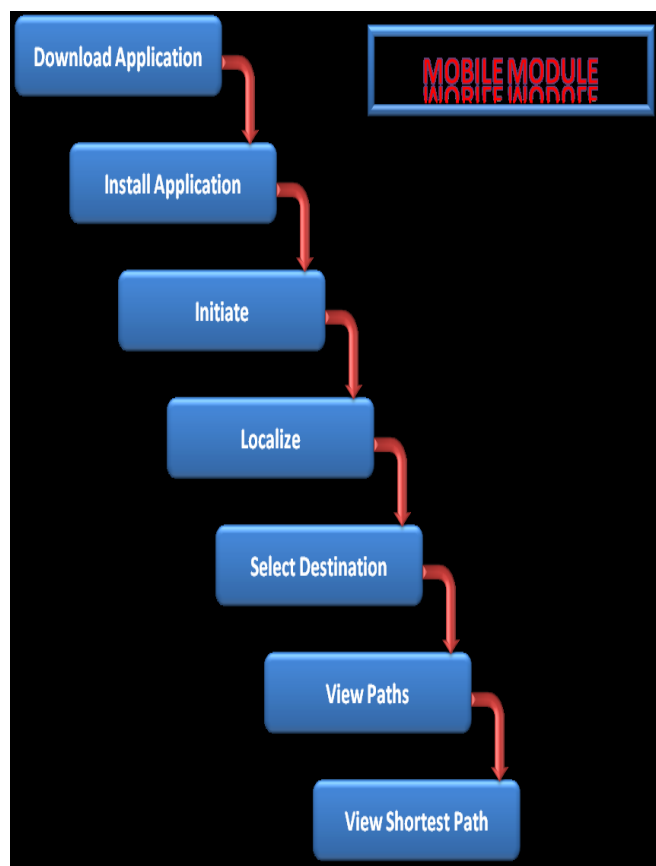 Download Application
MOBILE MODULE
Install Application
Initiate
Localize
Select Destination
View Paths
View Shortest Path